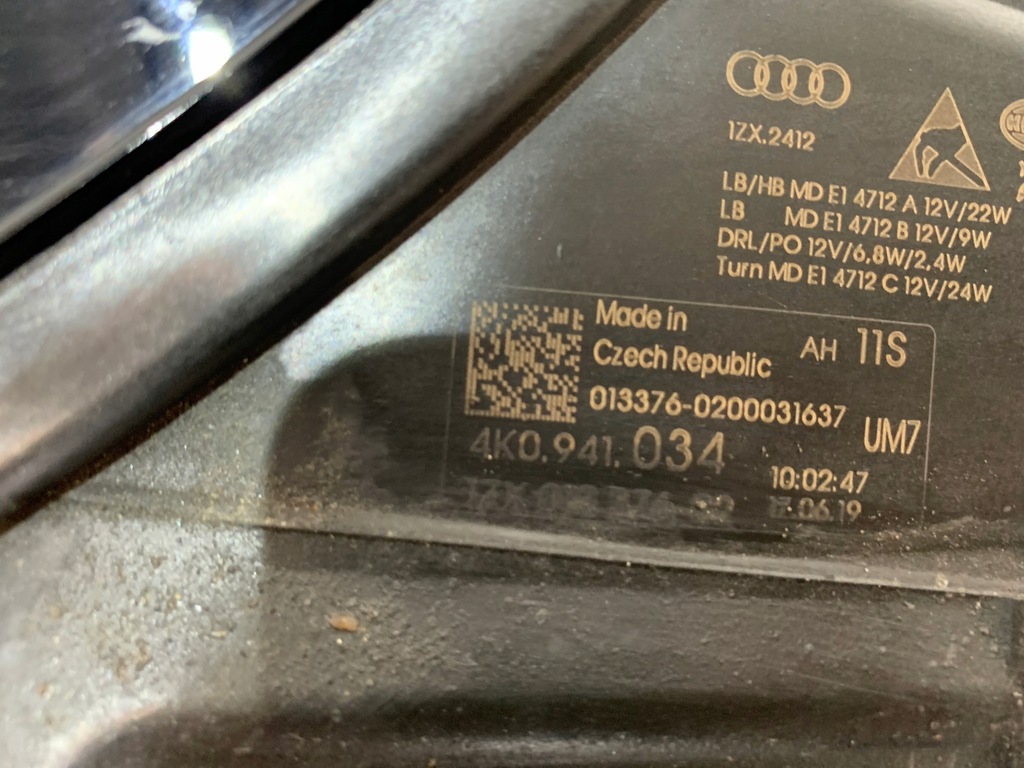 1ZX.2412
LB/HB MD E1 4712 A 12V/22W
LB MD E1 4712 B 12V/9W
DRL/PO 12V/6,8W/2,4W
Turn MD E1 4712 C 12V/24W
Made in
Czech Republic
AH 11S
013376-0200031637
UM7
4K0.941.034
10:02:47
17.06.19